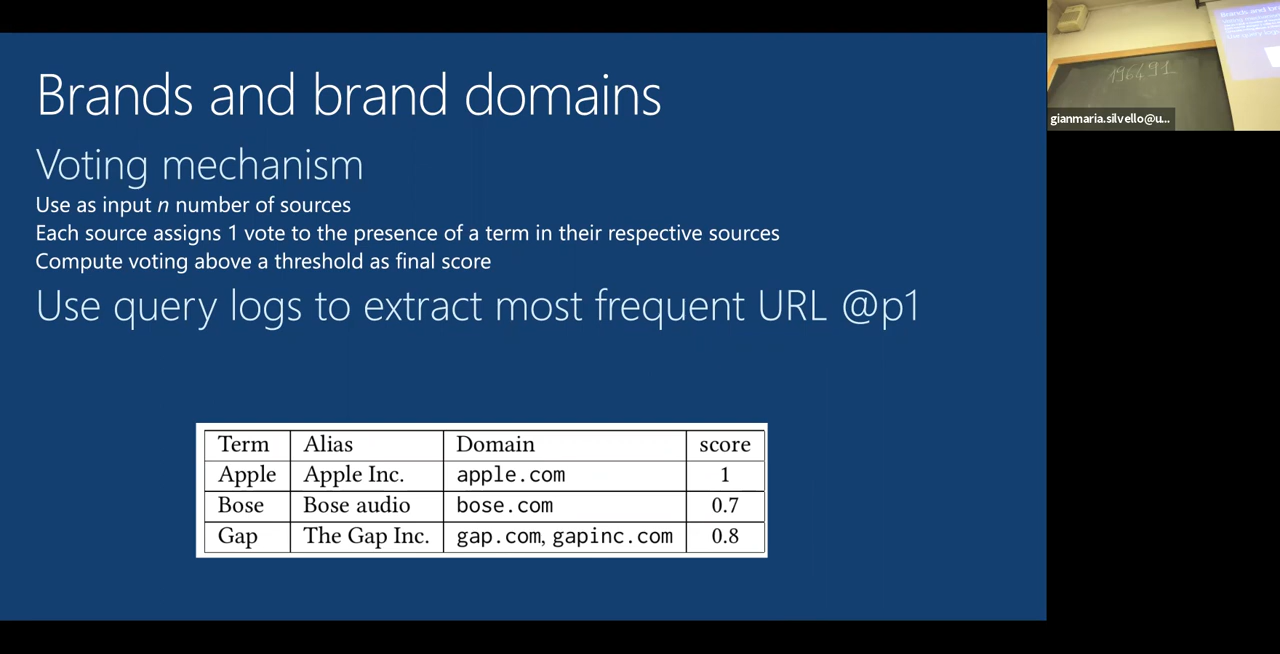 Brands and brand domains
Voting mechanism
Use as input n number of sources
Each source assigns 1 vote to the presence of a term in their respective sources
Compute voting above a threshold as final score
Use query logs to extract most frequent URL @p1
Term Alias Domain score
Apple Apple Inc. apple.com 1
Bose Bose audio bose.com 0.7
Gap The Gap Inc. gap.com, gapinc.com 0.8
196491
gianmaria.silvello@u...